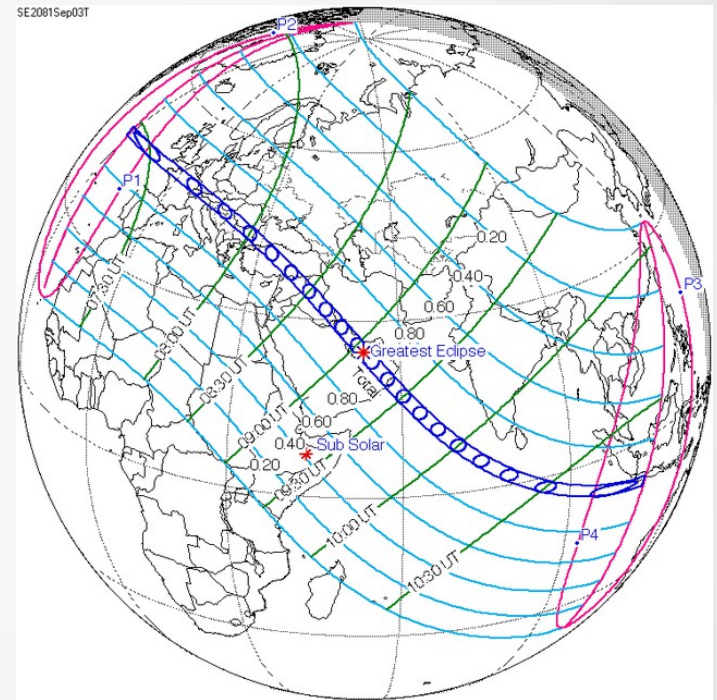 SE2081Sep03T
P2
P1
0.20
0.40
P3
0.60
07:30 UT
08:00 UT
0.80
Greatest Eclipse
08:30 UT
Total
0.80
09:00 UT
0.60
0.40
Sub Solar
0.20
09:30 UT
10:00 UT
P4
10:30 UT